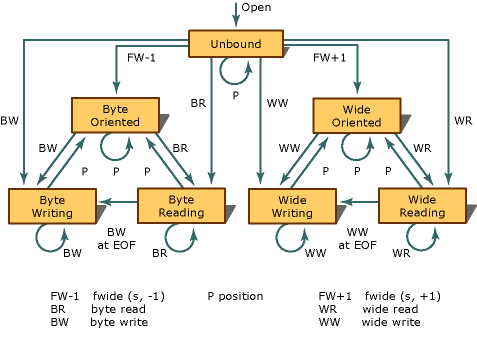 Open
Unbound
FW-1
FW+1
P
BW
BR
WW
WR
Byte
Oriented
Wide
Oriented
BW
P
P
P
BR
WW
P
P
P
WR
Byte
Writing
Byte
Reading
Wide
Writing
Wide
Reading
BW
at EOF
WW
at EOF
BW
BR
WW
WR
FW-1 fwide (s, -1) P position FW+1 fwide (s, +1)
BR byte read WR wide read
BW byte write WW wide write